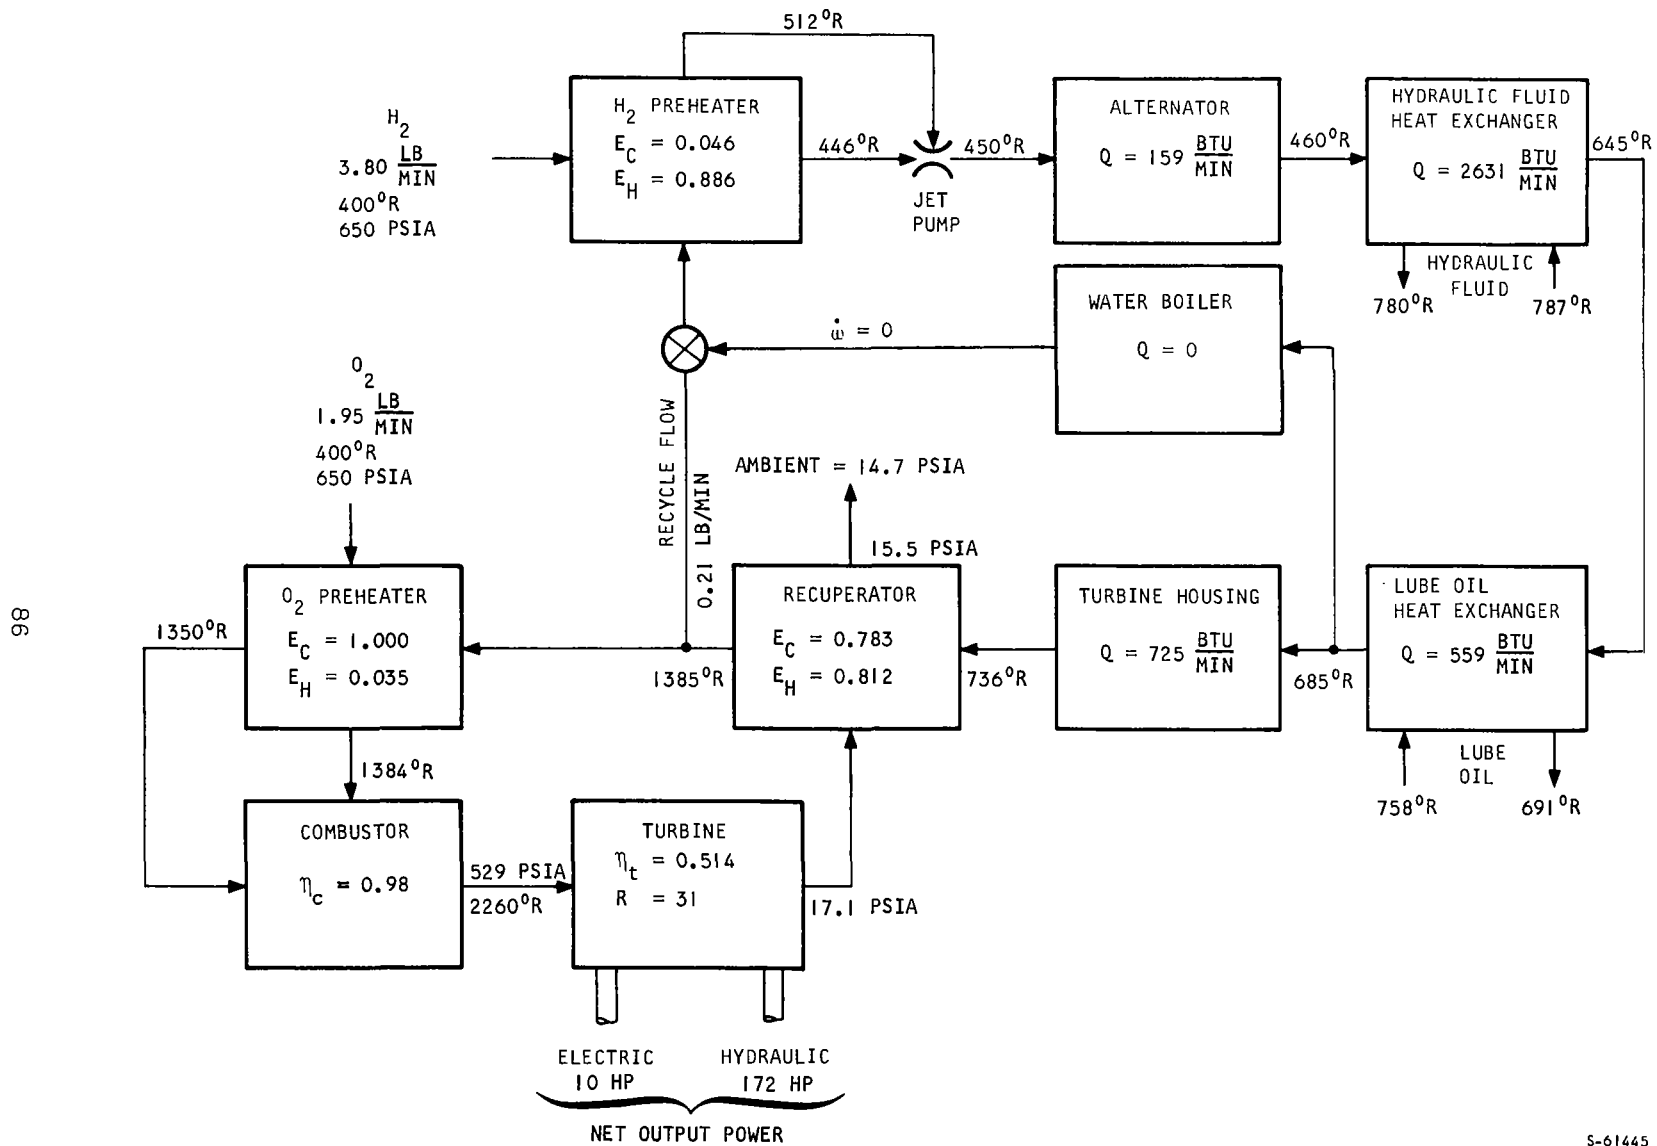 512°R
H2 PREHEATER
EC = 0.046
EH = 0.886
H2
3.80 LB/MIN
400°R
650 PSIA
446°R
JET
PUMP
450°R
ALTERNATOR
Q = 159 BTU/MIN
460°R
HYDRAULIC FLUID
HEAT EXCHANGER
Q = 2631 BTU/MIN
645°R
HYDRAULIC
FLUID
780°R
787°R
WATER BOILER
Q = 0
ẇ = 0
O2
1.95 LB/MIN
400°R
650 PSIA
RECYCLE FLOW
0.21 LB/MIN
AMBIENT = 14.7 PSIA
15.5 PSIA
O2 PREHEATER
EC = 1.000
EH = 0.035
1350°R
1384°R
1385°R
RECUPERATOR
EC = 0.783
EH = 0.812
736°R
TURBINE HOUSING
Q = 725 BTU/MIN
685°R
LUBE OIL
HEAT EXCHANGER
Q = 559 BTU/MIN
LUBE
OIL
758°R
691°R
COMBUSTOR
ηc = 0.98
529 PSIA
2260°R
TURBINE
ηt = 0.514
R = 31
17.1 PSIA
ELECTRIC
10 HP
HYDRAULIC
172 HP
NET OUTPUT POWER
86
S-61445